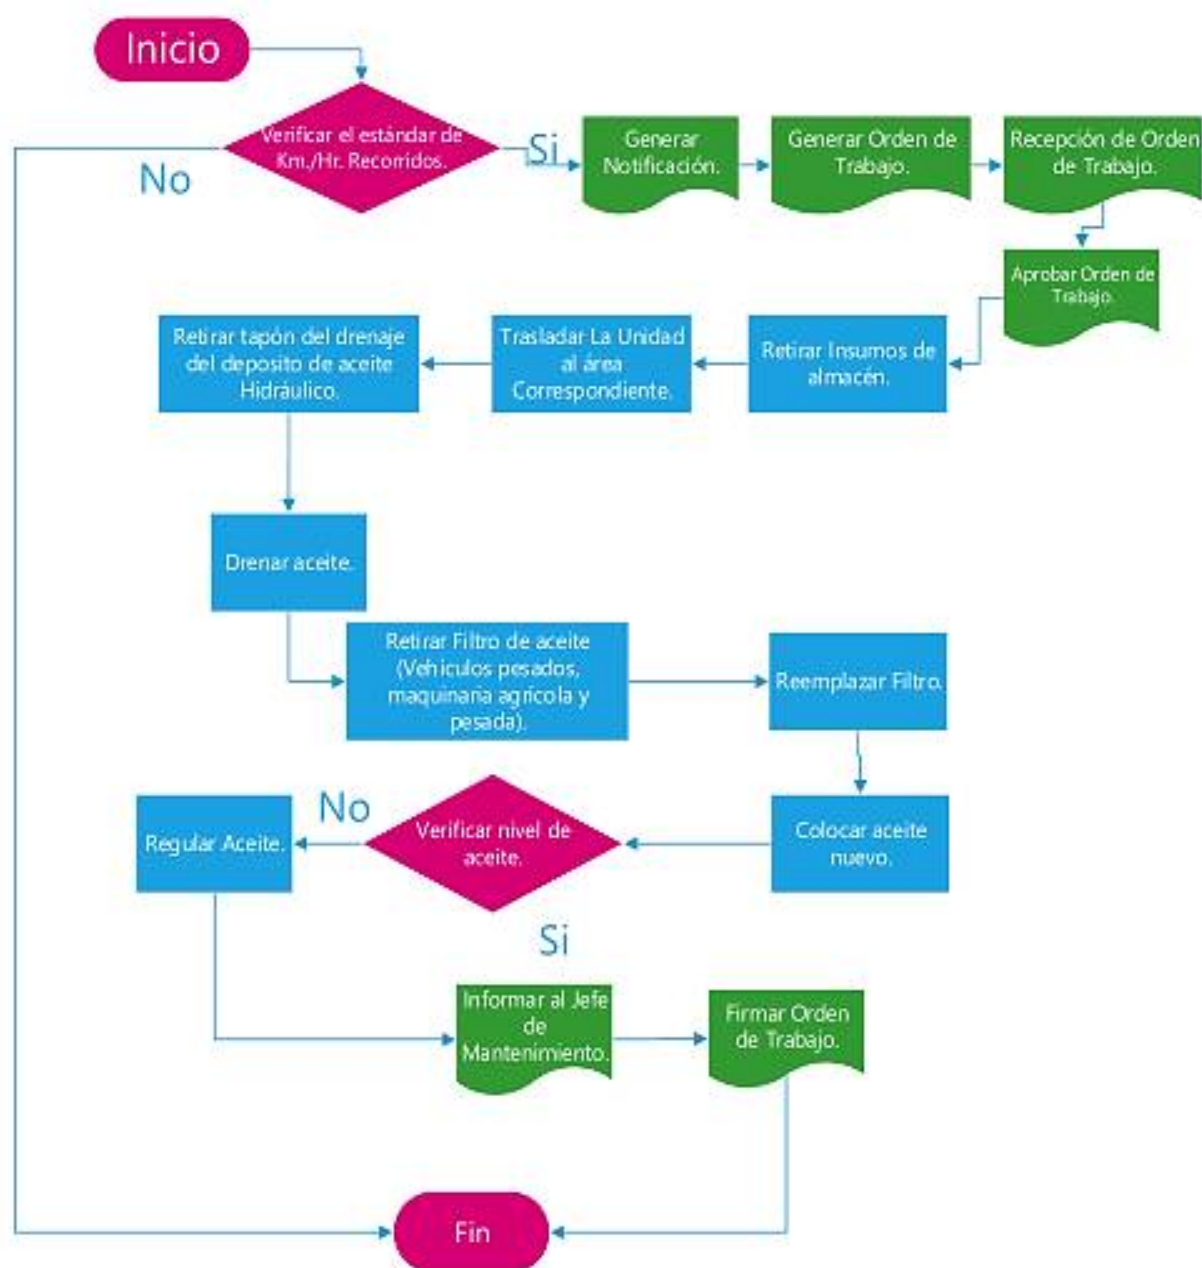 Inicio
Verificar el estándar de
Km./Hr. Recorridos.
No
Si
Generar
Notificación.
Generar Orden de
Trabajo.
Recepción de Orden
de Trabajo.
Aprobar Orden de
Trabajo.
Retirar Insumos de
almacén.
Trasladar La Unidad
al área
Correspondiente.
Retirar tapón del drenaje
del deposito de aceite
Hidráulico.
Drenar aceite.
Retirar Filtro de aceite
(Vehículos pesados,
maquinaria agrícola y
pesada).
Reemplazar Filtro.
Colocar aceite
nuevo.
Verificar nivel de
aceite.
No
Regular Aceite.
Si
Informar al Jefe
de
Mantenimiento.
Firmar Orden
de Trabajo.
Fin